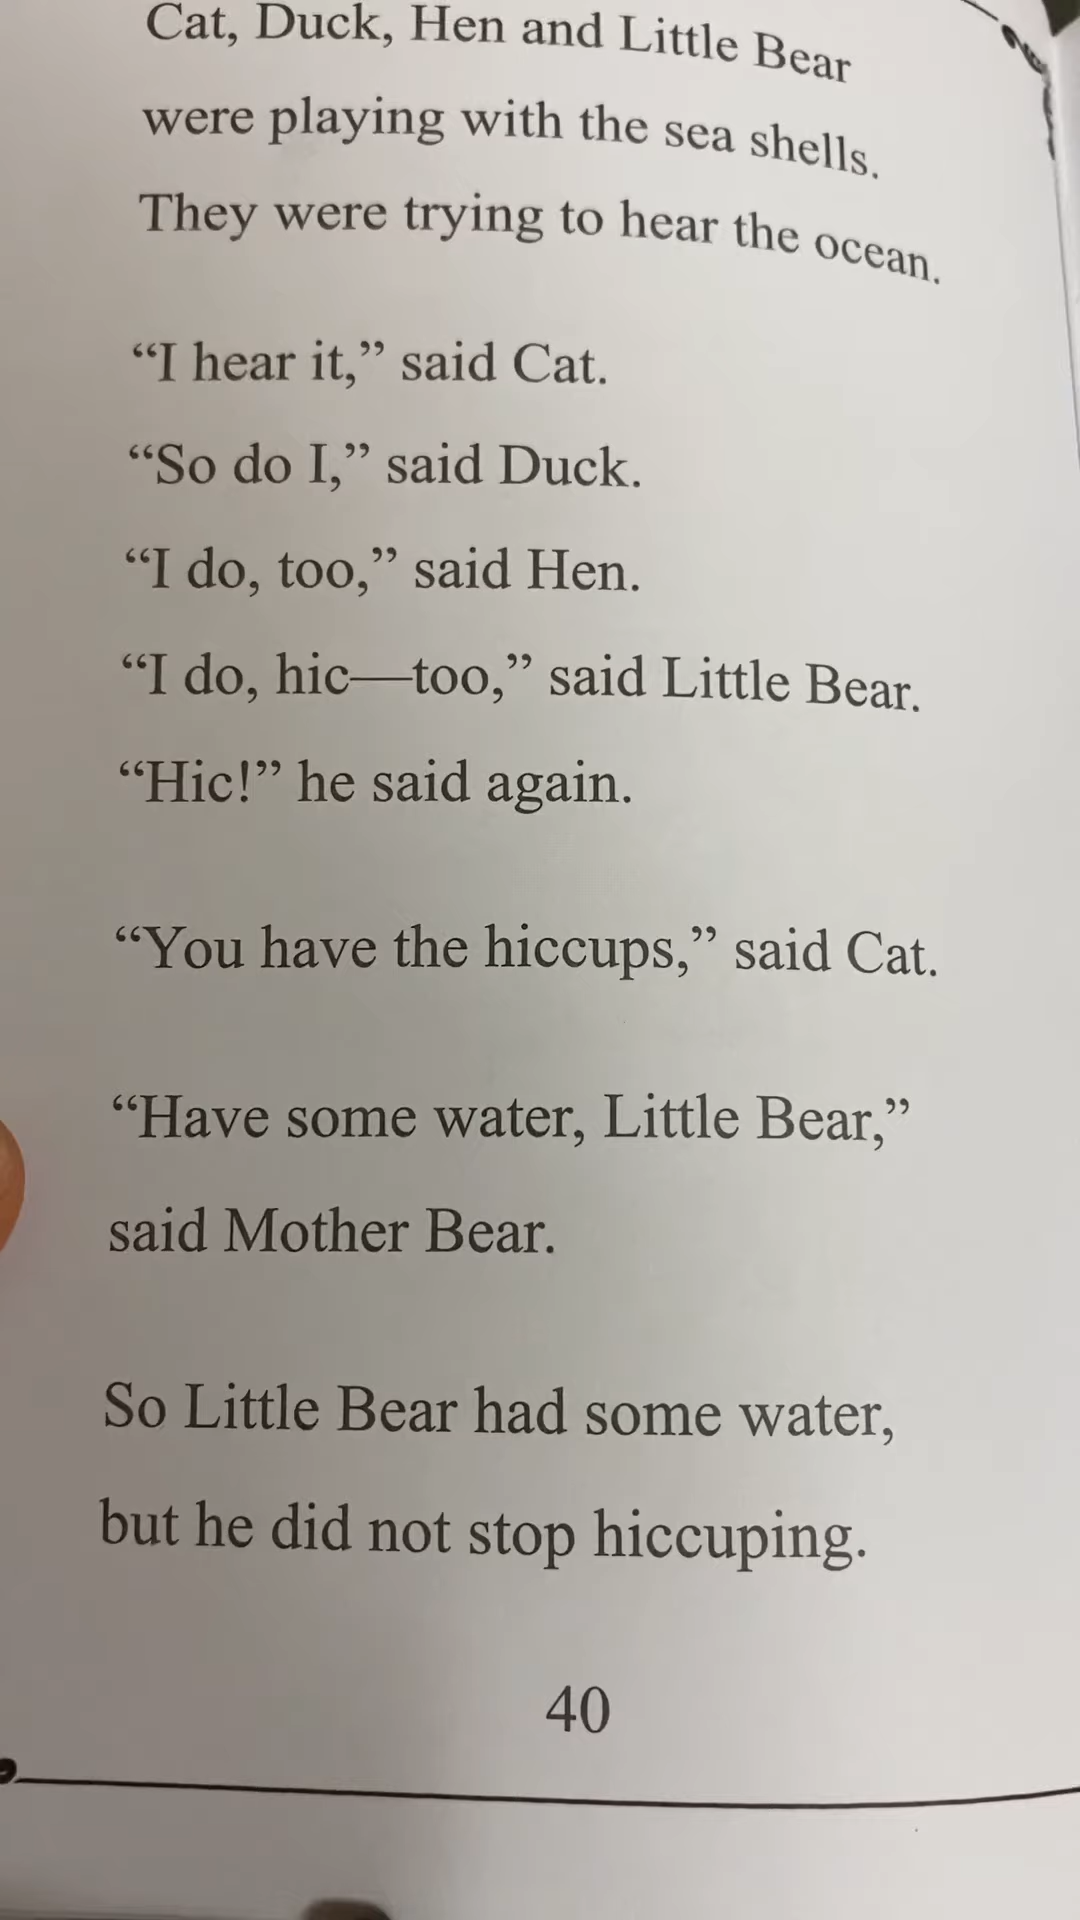 Cat, Duck, Hen and Little Bear
were playing with the sea shells.
They were trying to hear the ocean.
“I hear it,” said Cat.
“So do I,” said Duck.
“I do, too,” said Hen.
“I do, hic—too,” said Little Bear.
“Hic!” he said again.
“You have the hiccups,” said Cat.
“Have some water, Little Bear,”
said Mother Bear.
So Little Bear had some water,
but he did not stop hiccuping.
40